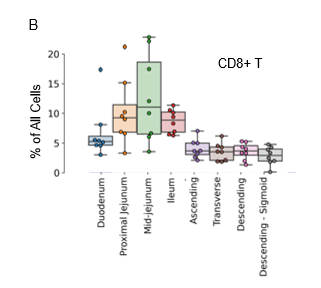 B
CD8+ T
% of All Cells
20
15
10
5
0
Duodenum
Proximal Jejunum
Mid-jejunum
Ileum
Ascending
Transverse
Descending
Descending - Sigmoid